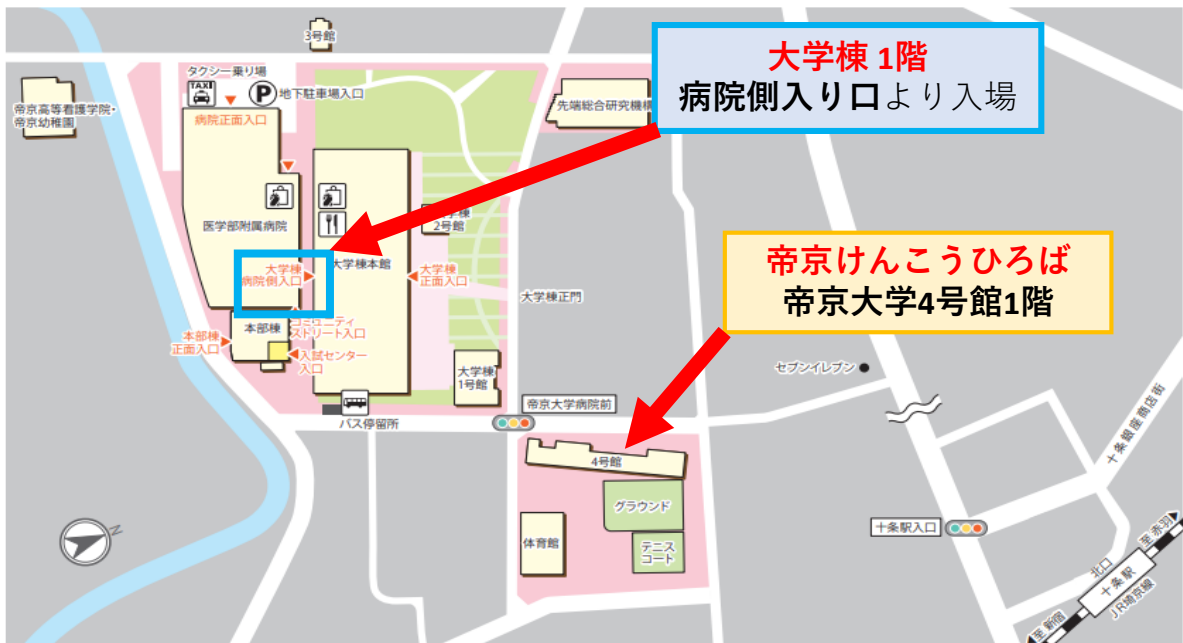 3号館
大学棟 1階
病院側入り口より入場
タクシー乗り場
TAXI
P
地下駐車場入口
帝京高等看護学院・
帝京幼稚園
病院正面入口
先端総合研究機構
医学部附属病院
2号館
大学棟
病院側入口
大学棟本館
大学棟
正面入口
帝京けんこうひろば
帝京大学4号館1階
大学棟正門
本部棟
コミュニティ
ストリート入口
本部棟
正面入口
入試センター
入口
大学棟
1号館
セブンイレブン
バス停留所
帝京大学病院前
十条銀座商店街
4号館
グラウンド
体育館
テニス
コート
十条駅入口
N
至 赤羽
北口
十条駅
JR埼京線
至 新宿